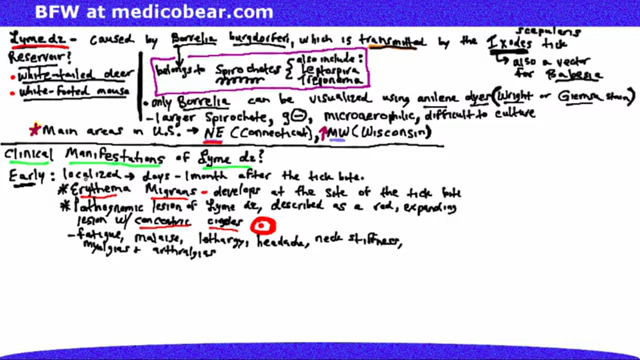 BFW at medicobear.com
Lyme dz - caused by Borrelia burgdorferi, which is transmitted by the Ixodes tick
scapularis
Reservoir?
• white-tailed deer
• white-footed mouse
belongs to Spirochetes
also include:
Leptospira
Treponema
also a vector
for Babesia
• only Borrelia can be visualized using anilene dyes (Wright or Giemsa stain)
- larger Spirochete, g⊖, microaerophilic, difficult to culture
* Main areas in U.S. → NE (Connecticut), ↑MW (Wisconsin)
Clinical Manifestations of Lyme dz?
Early: localized → days - 1month after the tick bite.
* Erythema Migrans - develops at the site of the tick bite
* Pathognomic lesion of Lyme dz, described as a red, expanding
lesion w/ concentric circles
- fatigue, malaise, lethargy, headache, neck stiffness,
myalgias + arthralgias